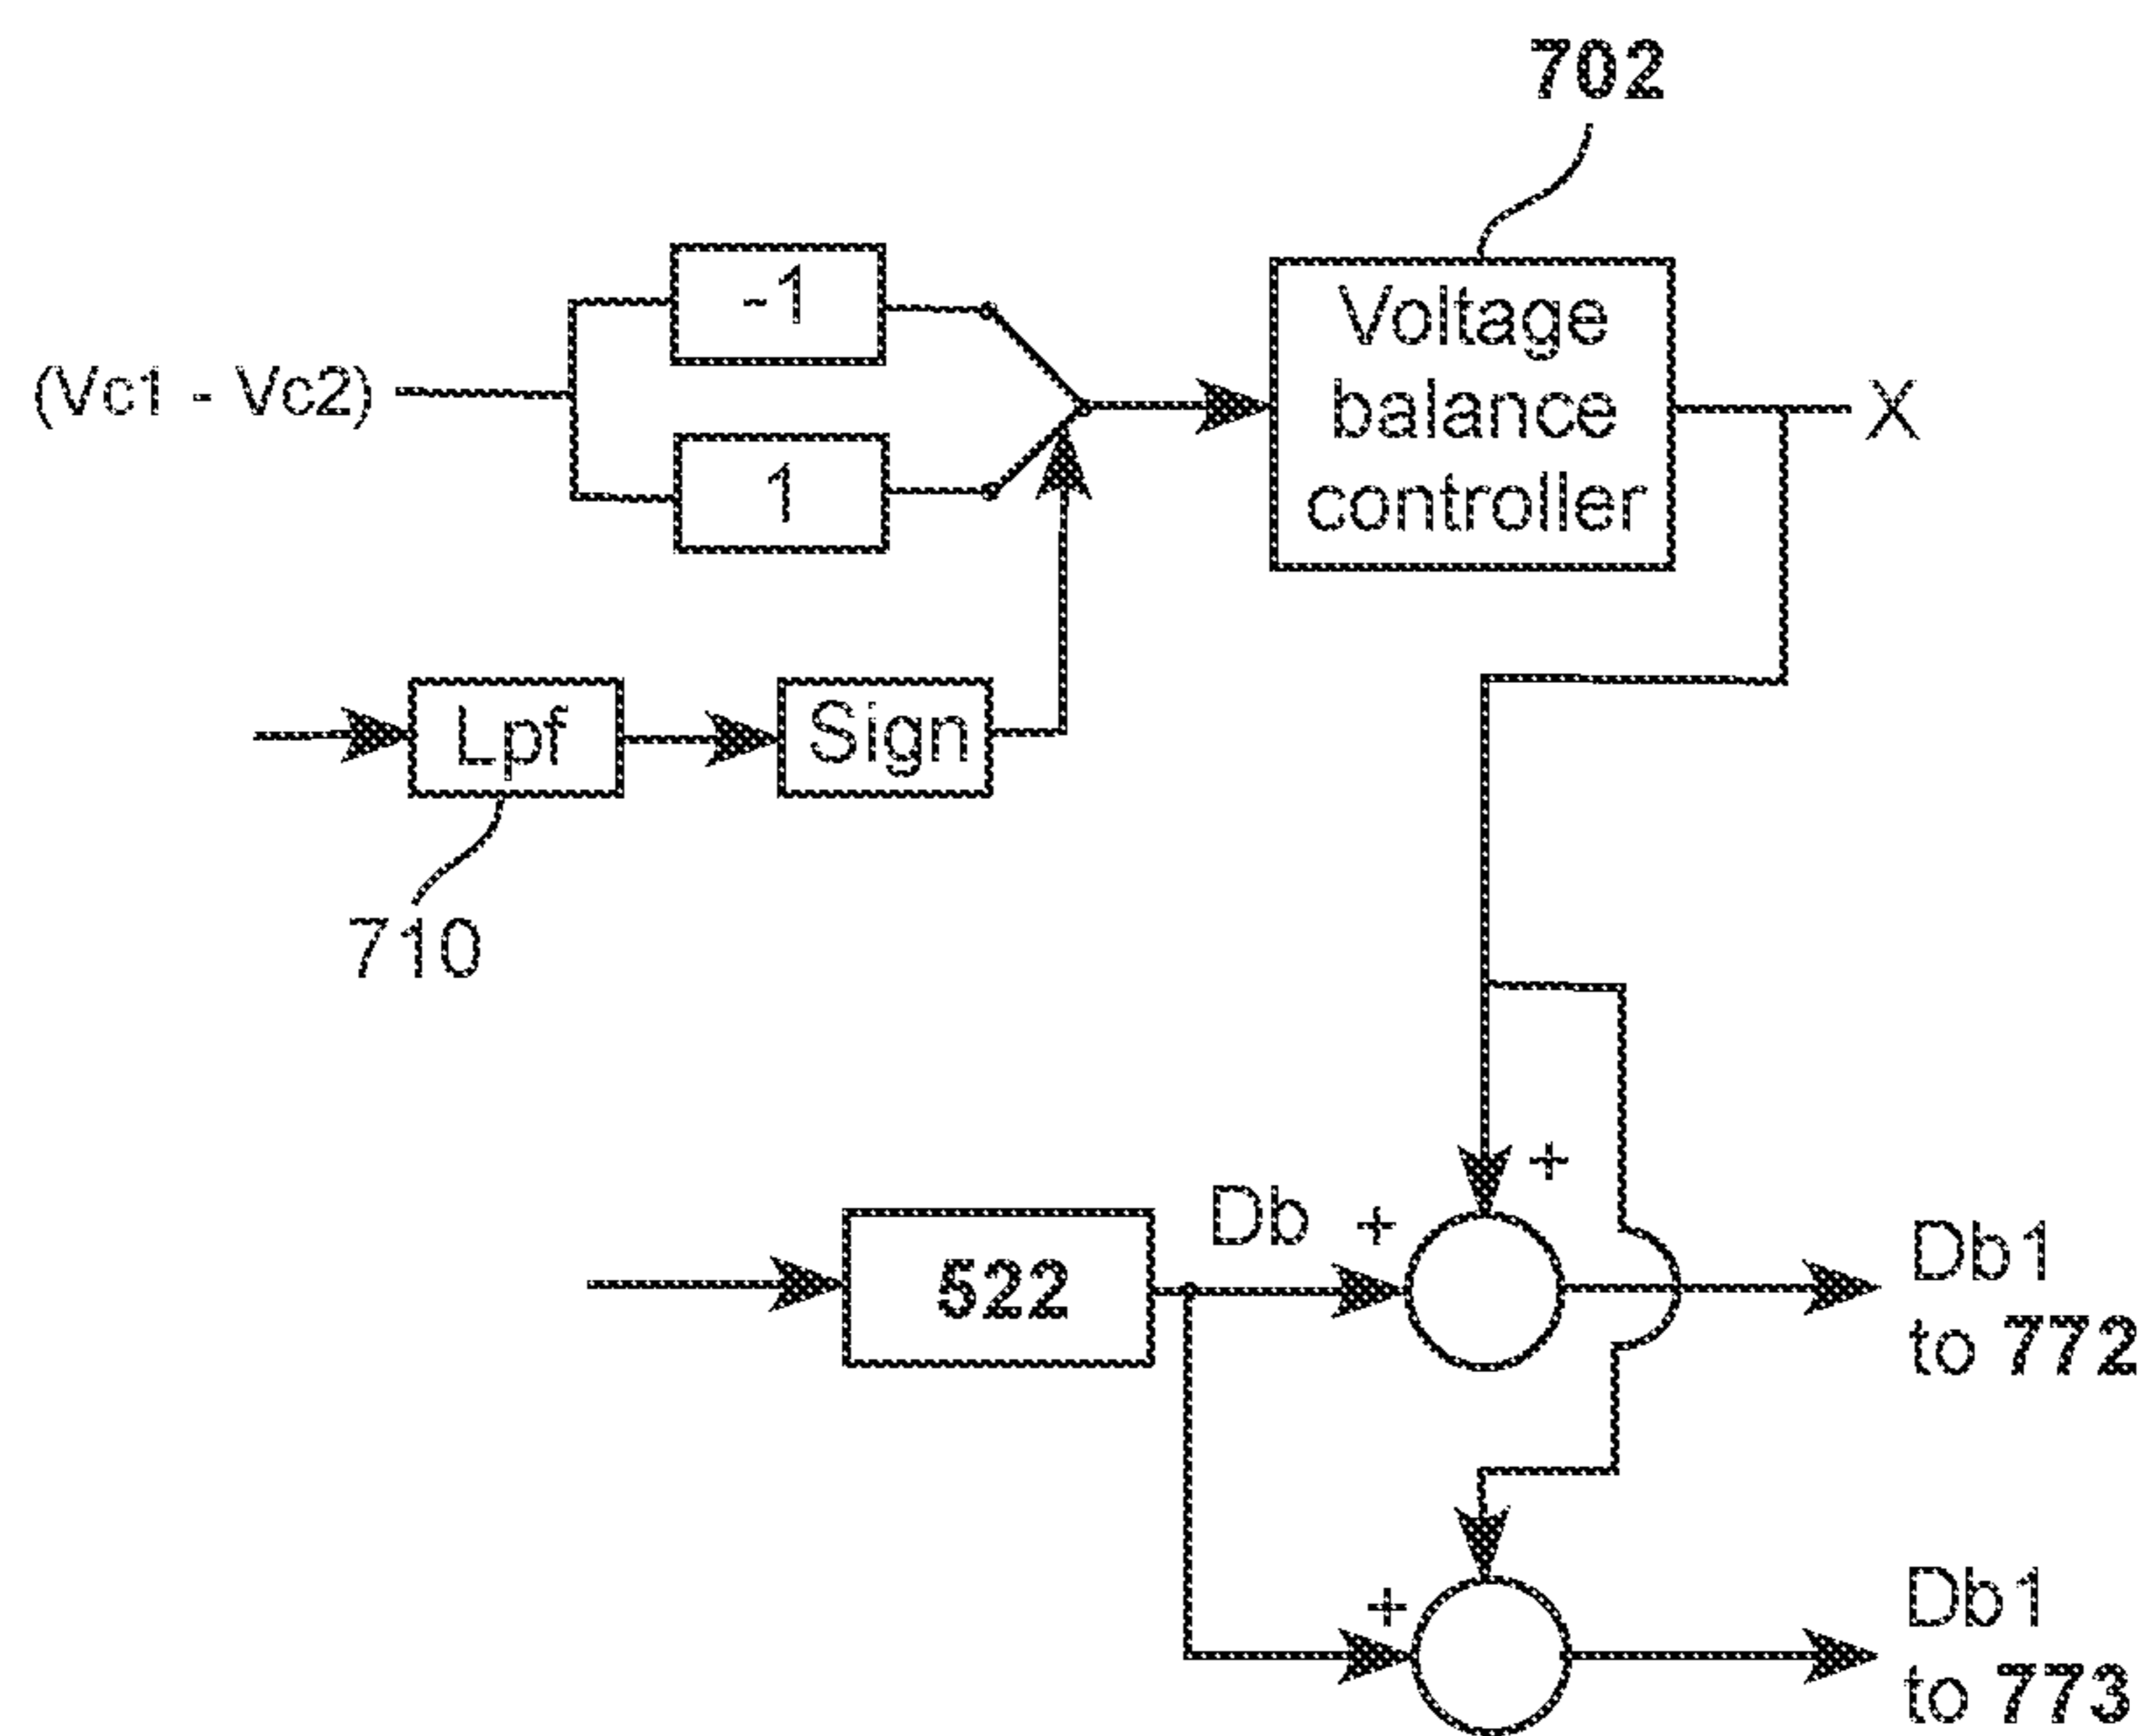 702
-1
Voltage
(Vc1 - Vc2)
balance
X
1
controller
Lpf
Sign
710
+
Db
+
522
Db1
to 772
+
Db1
to 773